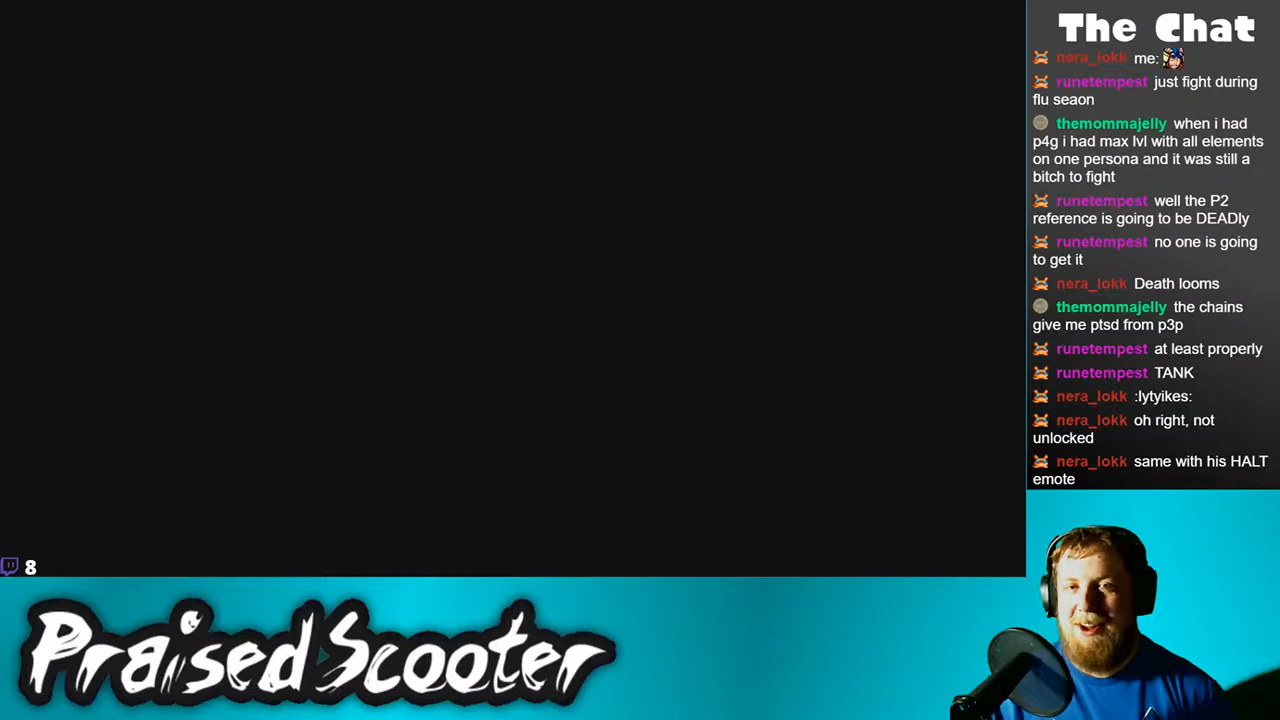 The Chat
nera_lokk me:
runetempest just fight during
flu seaon
themommajelly when i had
p4g i had max lvl with all elements
on one persona and it was still a
bitch to fight
runetempest well the P2
reference is going to be DEADly
runetempest no one is going
to get it
nera_lokk Death looms
themommajelly the chains
give me ptsd from p3p
runetempest at least properly
runetempest TANK
nera_lokk :lytyikes:
nera_lokk oh right, not
unlocked
nera_lokk same with his HALT
emote
8
PraisedScooter